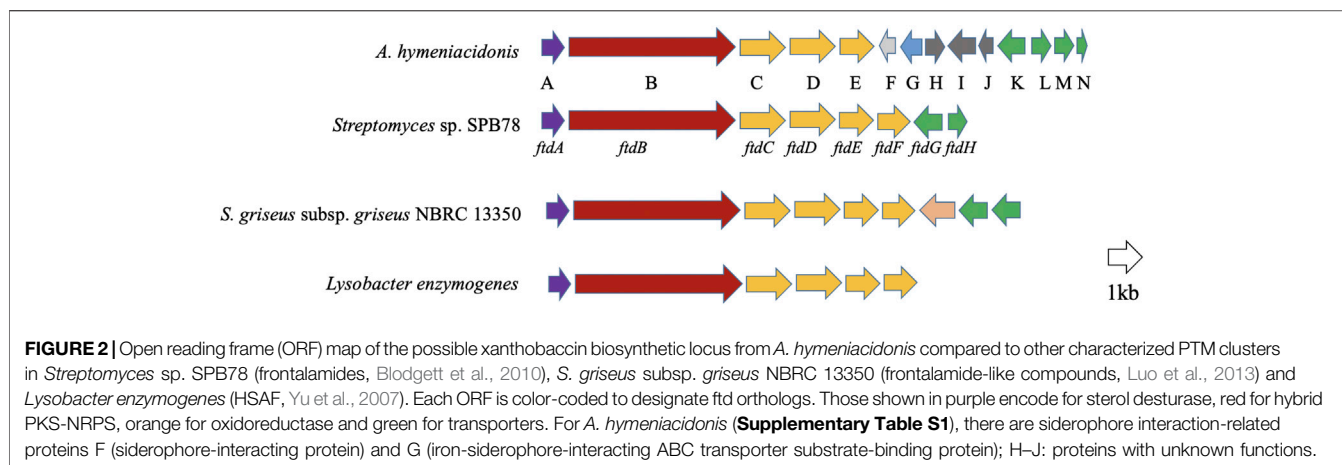 A. hymeniacidonis
A B C D E F G H I J K L M N
Streptomyces sp. SPB78
ftdA ftdB ftdC ftdD ftdE ftdF ftdG ftdH
S. griseus subsp. griseus NBRC 13350
Lysobacter enzymogenes
1kb
FIGURE 2 | Open reading frame (ORF) map of the possible xanthobaccin biosynthetic locus from A. hymeniacidonis compared to other characterized PTM clusters
in Streptomyces sp. SPB78 (frontalamides, Blodgett et al., 2010), S. griseus subsp. griseus NBRC 13350 (frontalamide-like compounds, Luo et al., 2013) and
Lysobacter enzymogenes (HSAF, Yu et al., 2007). Each ORF is color-coded to designate ftd orthologs. Those shown in purple encode for sterol desturase, red for hybrid
PKS-NRPS, orange for oxidoreductase and green for transporters. For A. hymeniacidonis (Supplementary Table S1), there are siderophore interaction-related
proteins F (siderophore-interacting protein) and G (iron-siderophore-interacting ABC transporter substrate-binding protein); H–J: proteins with unknown functions.